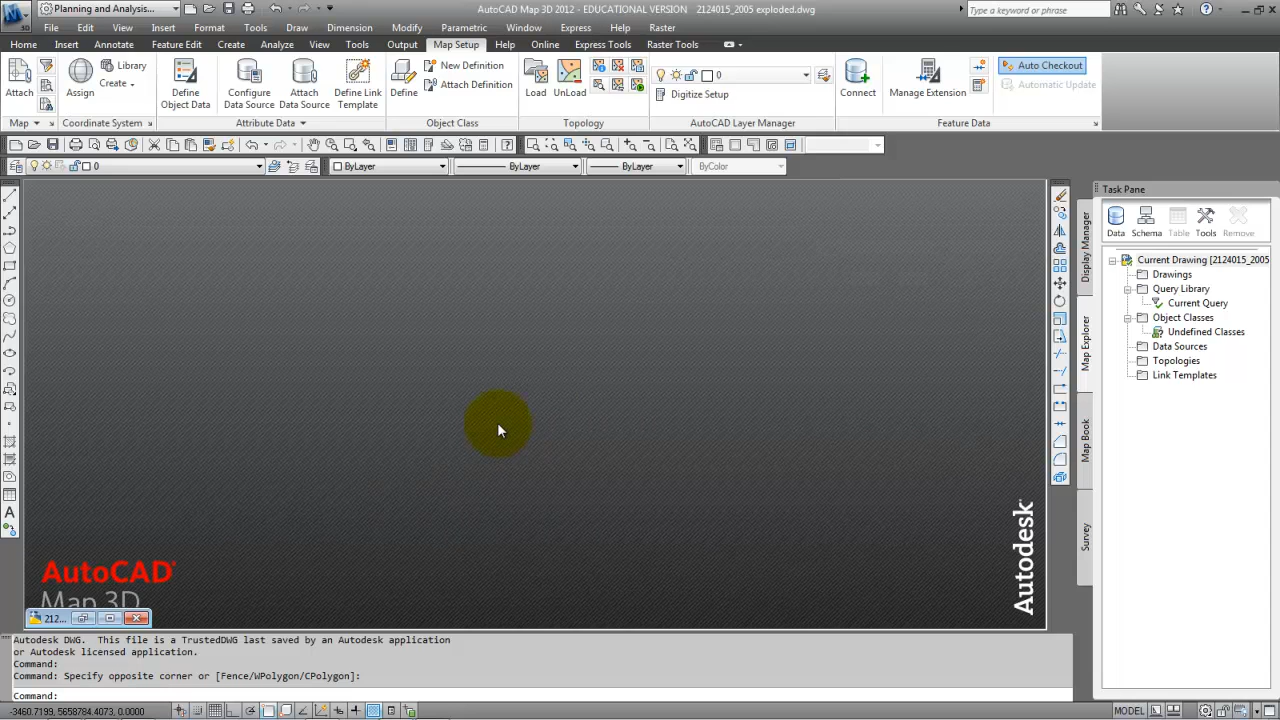 Planning and Analysis...
AutoCAD Map 3D 2012 - EDUCATIONAL VERSION 2124015_2005 exploded.dwg
Type a keyword or phrase
3D
File Edit View Insert Format Tools Draw Dimension Modify Parametric Window Express Help Raster
Home Insert Annotate Feature Edit Create Analyze View Tools Output Map Setup Help Online Express Tools Raster Tools
Attach
Assign
Library
Create
Define Object Data
Configure Data Source
Attach Data Source
Define Link Template
Define
New Definition
Attach Definition
Load
UnLoad
0
Digitize Setup
Connect
Manage Extension
Auto Checkout
Automatic Update
Map
Coordinate System
Attribute Data
Object Class
Topology
AutoCAD Layer Manager
Feature Data
0
ByLayer
ByLayer
ByLayer
ByColor
Task Pane
Data Schema Table Tools Remove
Display Manager
Map Explorer
Map Book
Survey
Current Drawing [2124015_2005
Drawings
Query Library
Current Query
Object Classes
Undefined Classes
Data Sources
Topologies
Link Templates
Autodesk
AutoCAD
Map 3D
212...
A
Autodesk DWG. This file is a TrustedDWG last saved by an Autodesk application
or Autodesk licensed application.
Command:
Command: Specify opposite corner or [Fence/WPolygon/CPolygon]:
Command:
-3460.7199, 5658784.4073, 0.0000
MODEL